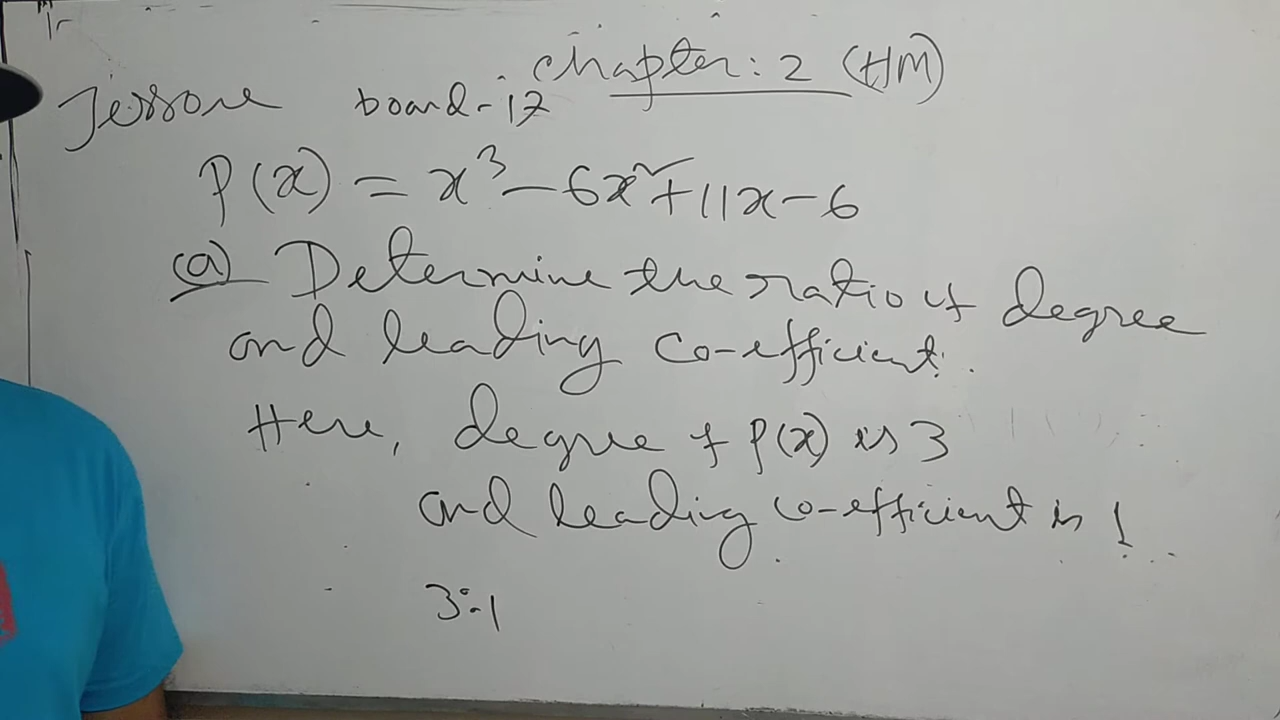 chapter: 2 (HM)
Jessore board-17
P(x) = x³ - 6x² + 11x - 6
(a) Determine the ratio of degree
and leading co-efficient.
Here, degree of P(x) is 3
and leading co-efficient is 1
3:1